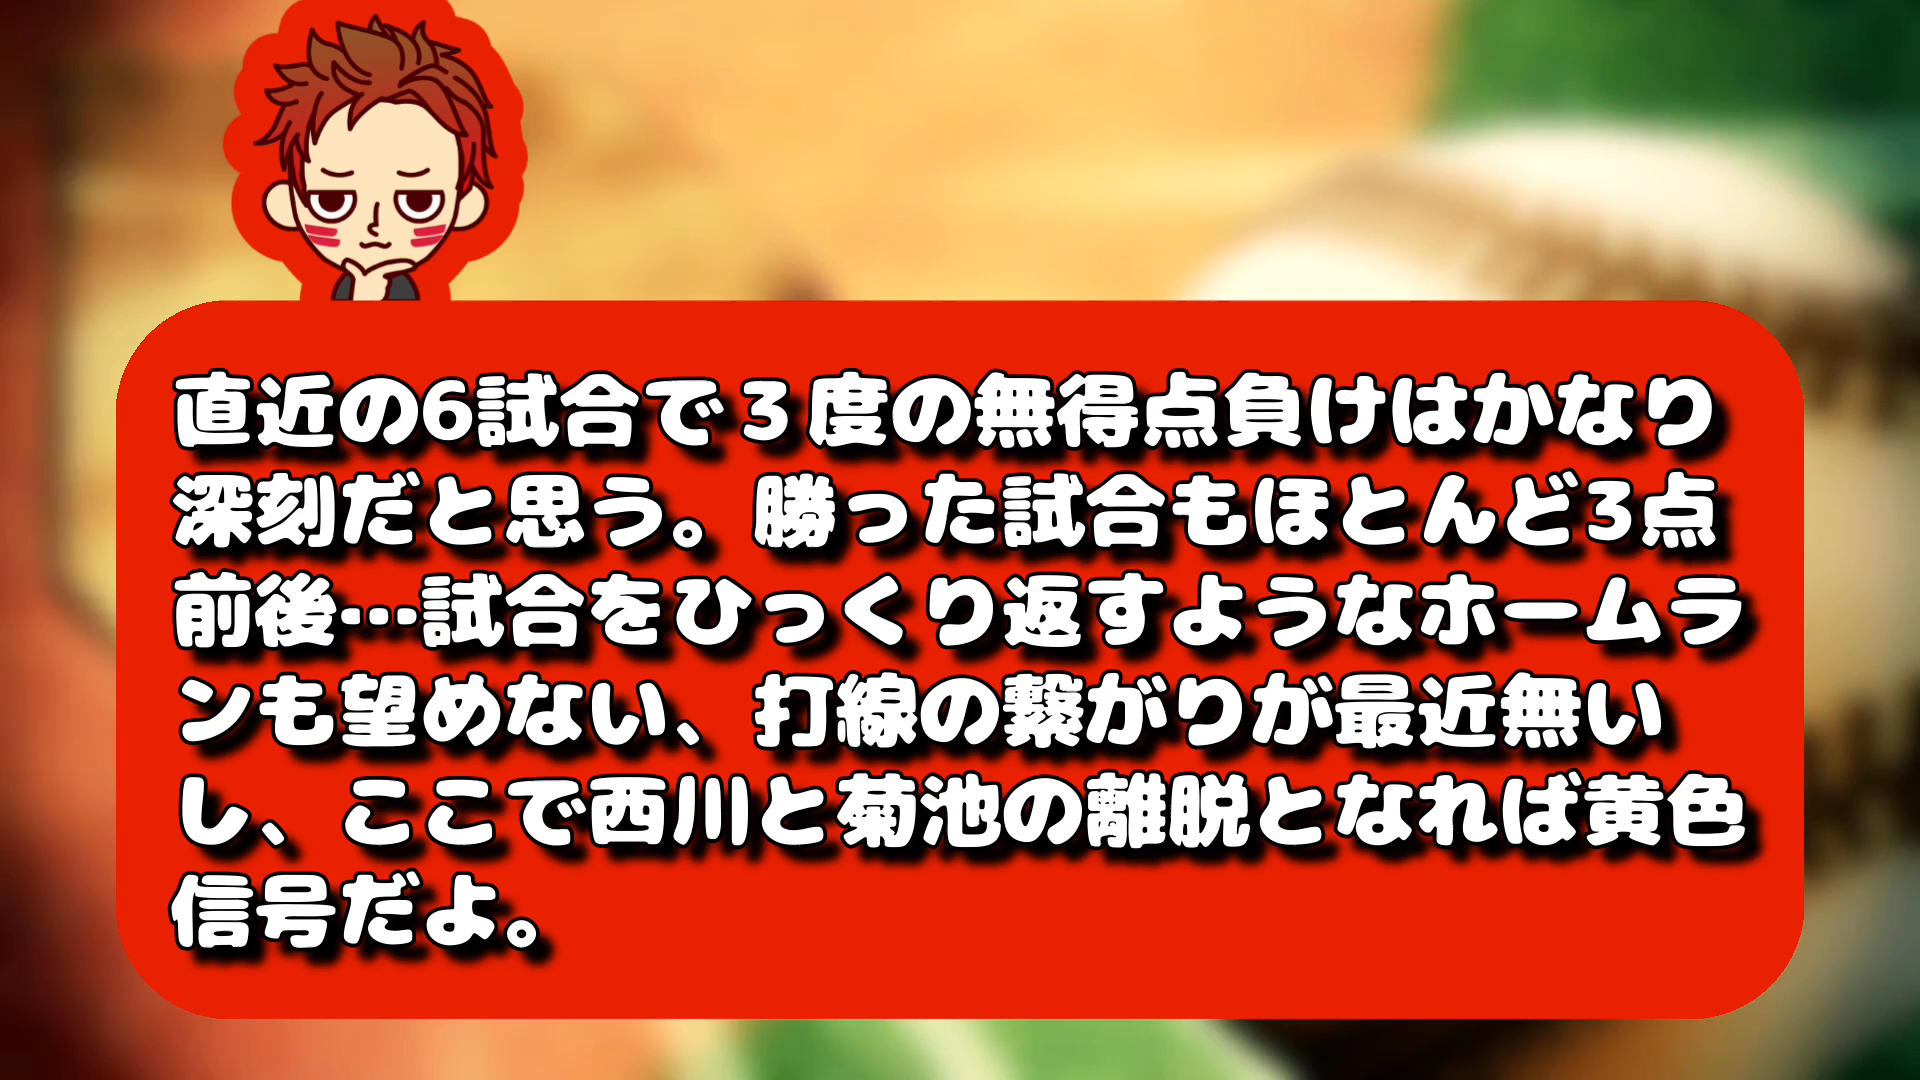 直近の6試合で３度の無得点負けはかなり
深刻だと思う。勝った試合もほとんど3点
前後…試合をひっくり返すようなホームラ
ンも望めない、打線の繋がりが最近無い
し、ここで西川と菊池の離脱となれば黄色
信号だよ。